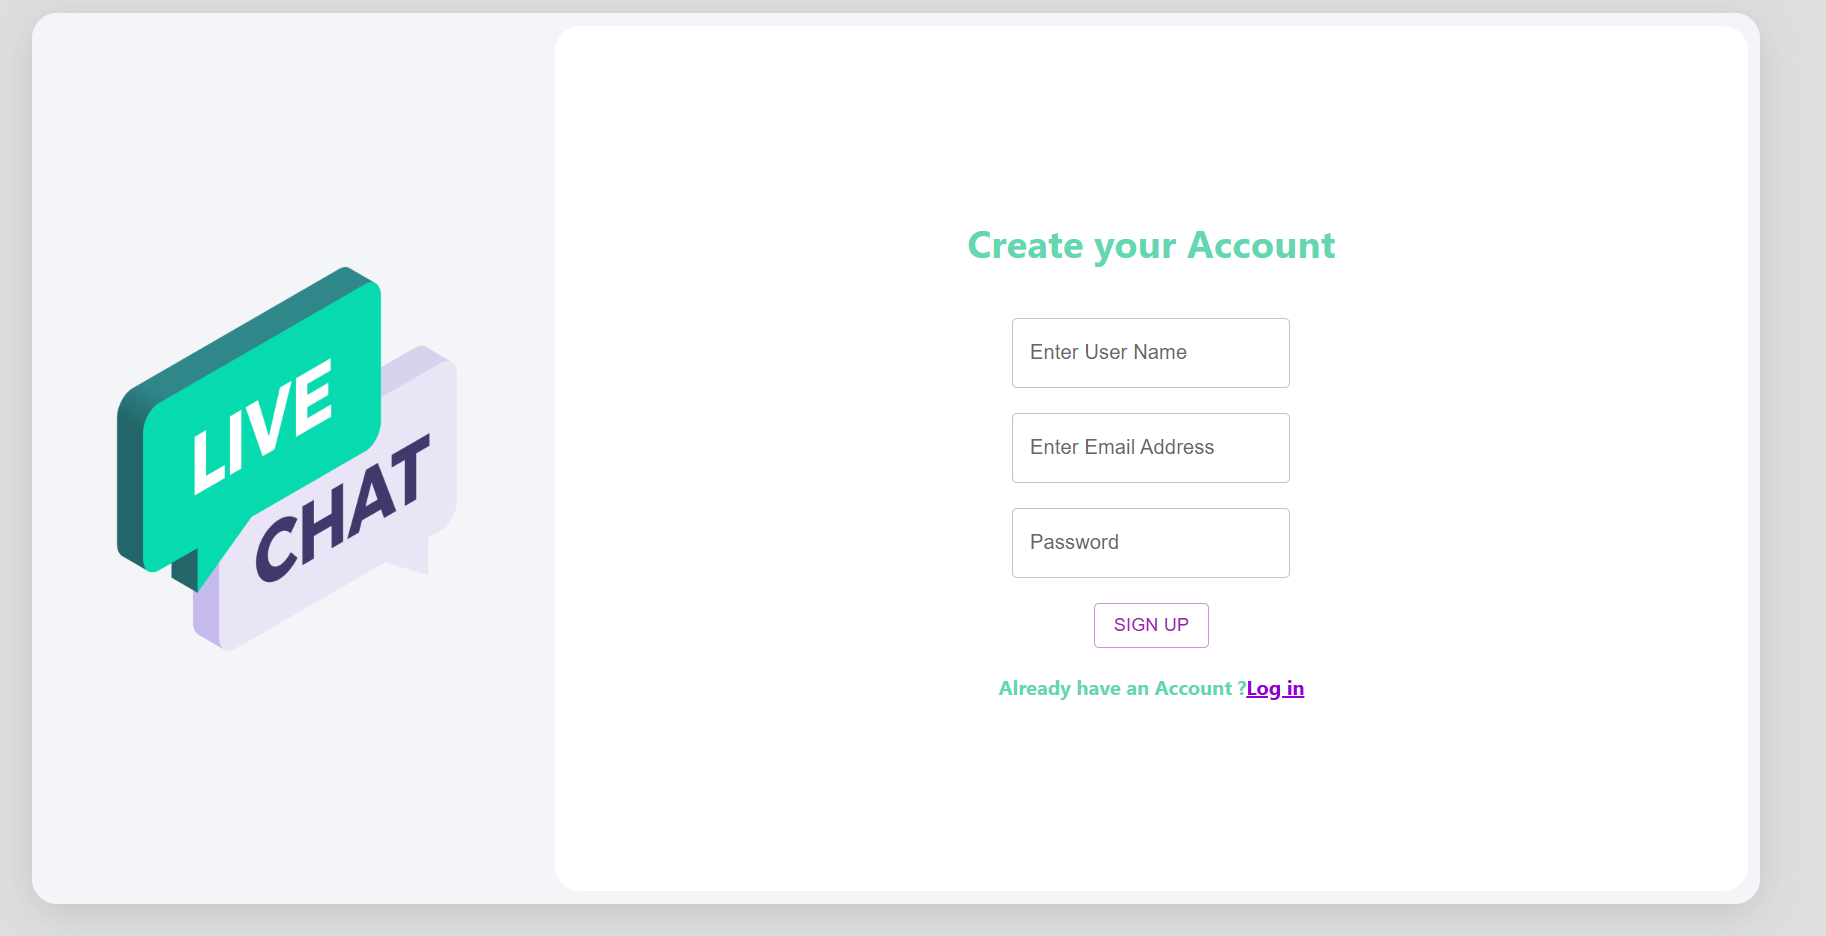 LIVE
CHAT
Create your Account
Enter User Name
Enter Email Address
Password
SIGN UP
Already have an Account ?Log in